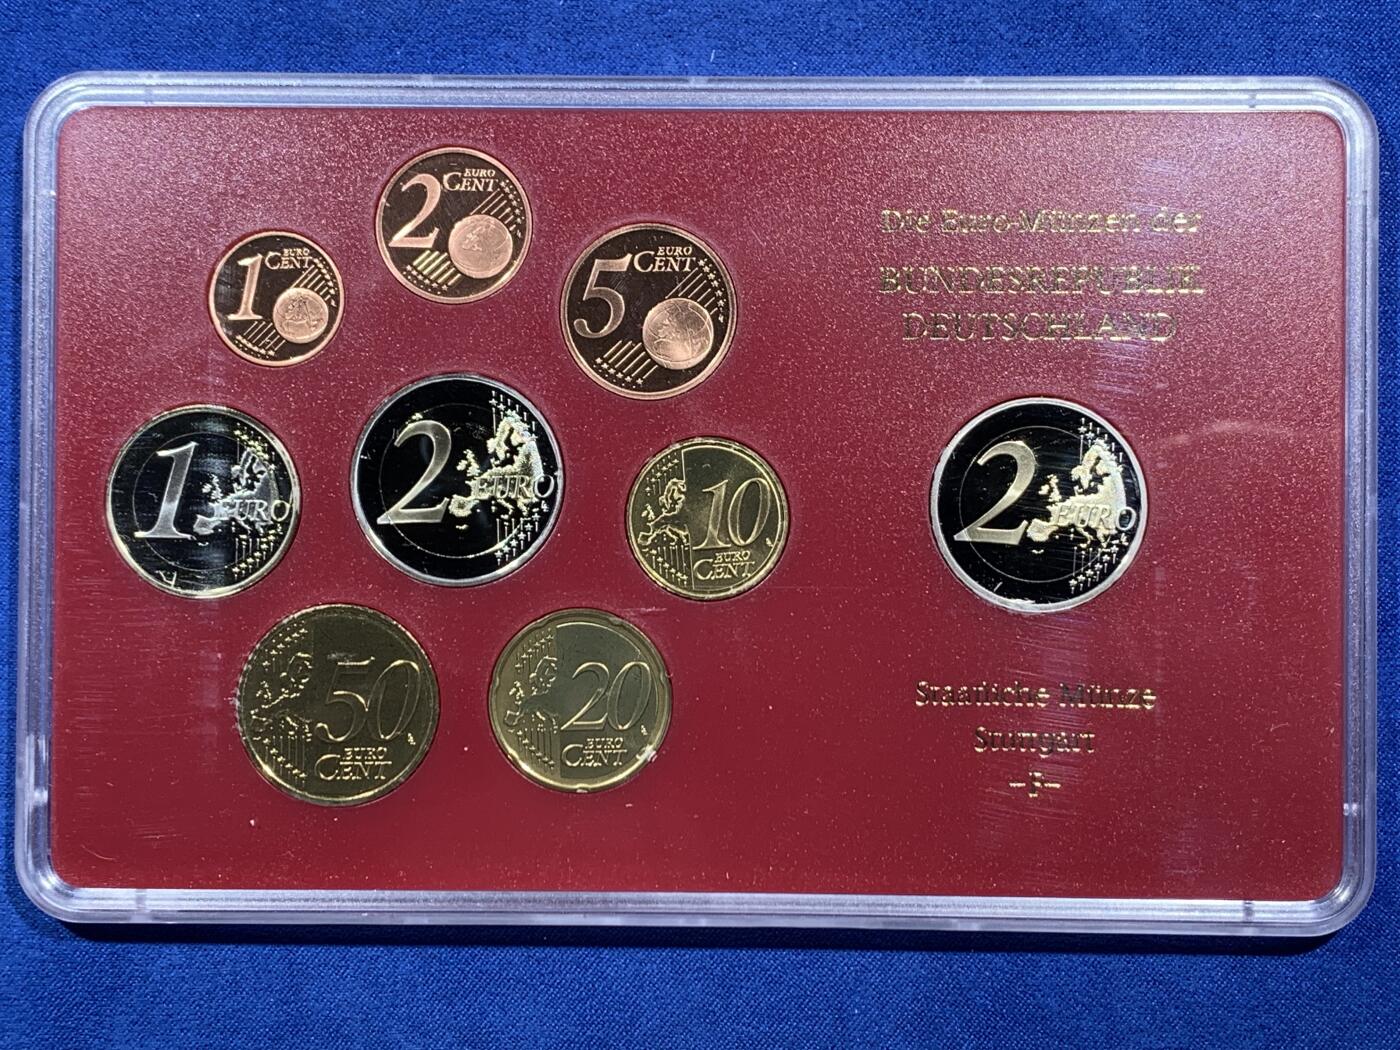 2 EURO
CENT
1 EURO
CENT
5 EURO
CENT
1 EURO
2 EURO
10
EURO
CENT
50
EURO
CENT
20
EURO
CENT
Die Euro-Münzen der
BUNDESREPUBLIK
DEUTSCHLAND
2 EURO
Staatliche Münze
Stuttgart
–F–